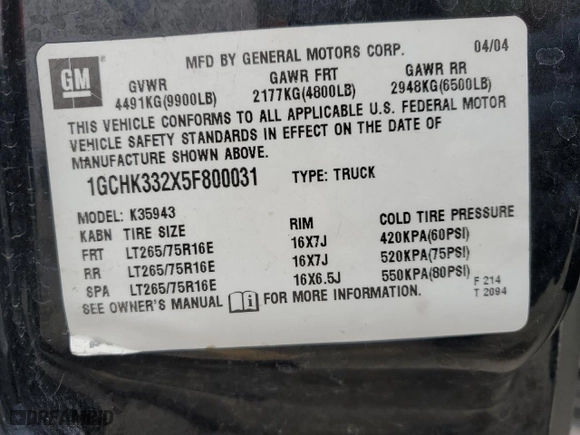 GM
MFD BY GENERAL MOTORS CORP. 04/04
GVWR GAWR FRT GAWR RR
4491KG(9900LB) 2177KG(4800LB) 2948KG(6500LB)
THIS VEHICLE CONFORMS TO ALL APPLICABLE U.S. FEDERAL MOTOR
VEHICLE SAFETY STANDARDS IN EFFECT ON THE DATE OF
MANUFACTURE SHOWN ABOVE.
1GCHK332X5F800031 TYPE: TRUCK
MODEL: K35943
KABN TIRE SIZE RIM COLD TIRE PRESSURE
FRT LT265/75R16E 16X7J 420KPA(60PSI)
RR LT265/75R16E 16X7J 520KPA(75PSI)
SPA LT265/75R16E 16X6.5J 550KPA(80PSI)
SEE OWNER'S MANUAL i FOR MORE INFORMATION.
F 214
T 2094
DREAMBID